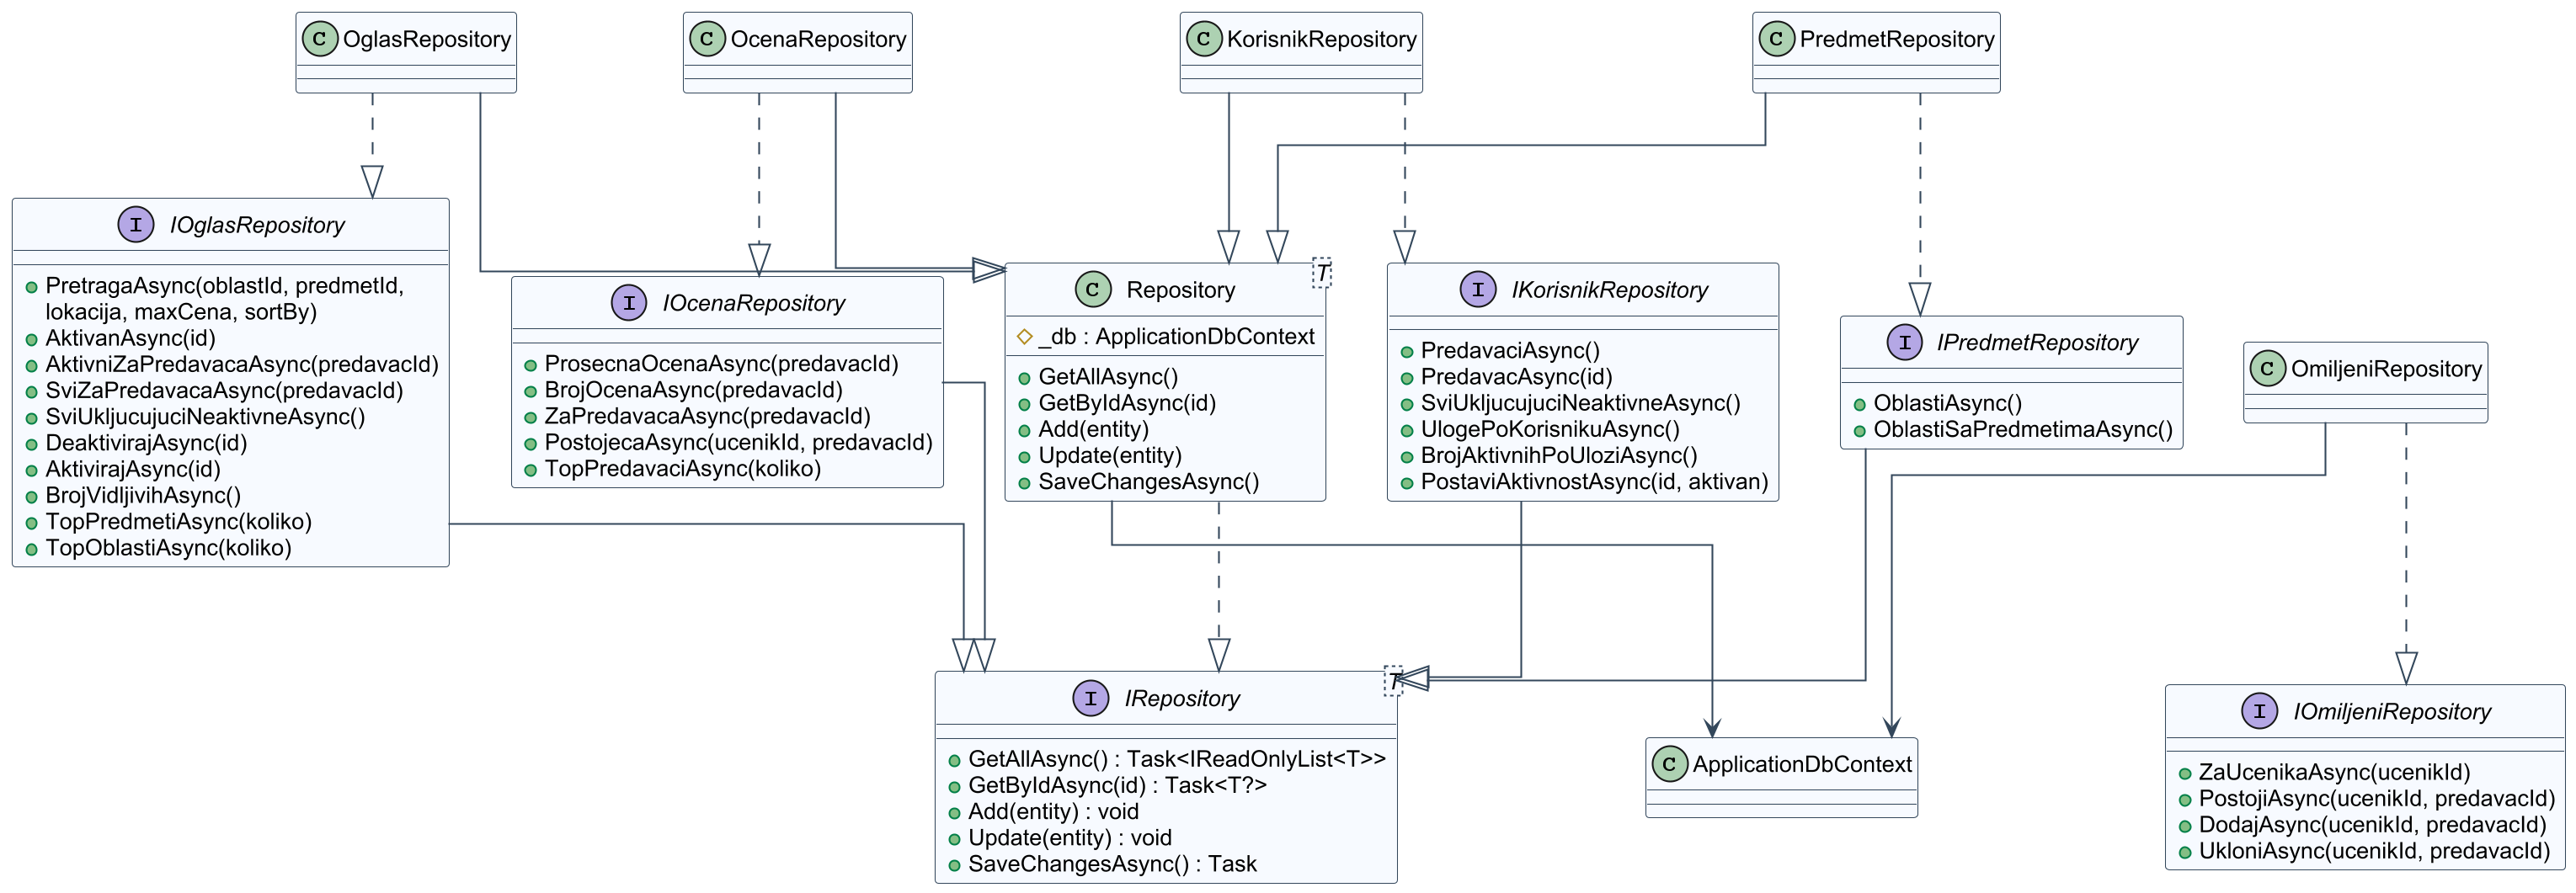 C OglasRepository
C OcenaRepository
C KorisnikRepository
C PredmetRepository
I IOglasRepository
PretragaAsync(oblastId, predmetId,
lokacija, maxCena, sortBy)
AktivanAsync(id)
AktivniZaPredavacaAsync(predavacId)
SviZaPredavacaAsync(predavacId)
SviUkljucujuciNeaktivneAsync()
DeaktivirajAsync(id)
AktivirajAsync(id)
BrojVidljivihAsync()
TopPredmetiAsync(koliko)
TopOblastiAsync(koliko)
I IOcenaRepository
ProsecnaOcenaAsync(predavacId)
BrojOcenaAsync(predavacId)
ZaPredavacaAsync(predavacId)
PostojecaAsync(ucenikId, predavacId)
TopPredavaciAsync(koliko)
C Repository
T
_db : ApplicationDbContext
GetAllAsync()
GetByIdAsync(id)
Add(entity)
Update(entity)
SaveChangesAsync()
I IKorisnikRepository
PredavaciAsync()
PredavacAsync(id)
SviUkljucujuciNeaktivneAsync()
UlogePoKorisnikuAsync()
BrojAktivnihPoUloziAsync()
PostaviAktivnostAsync(id, aktivan)
I IPredmetRepository
OblastiAsync()
OblastiSaPredmetimaAsync()
C OmiljeniRepository
I IRepository
T
GetAllAsync() : Task<IReadOnlyList<T>>
GetByIdAsync(id) : Task<T?>
Add(entity) : void
Update(entity) : void
SaveChangesAsync() : Task
C ApplicationDbContext
I IOmiljeniRepository
ZaUcenikaAsync(ucenikId)
PostojiAsync(ucenikId, predavacId)
DodajAsync(ucenikId, predavacId)
UkloniAsync(ucenikId, predavacId)